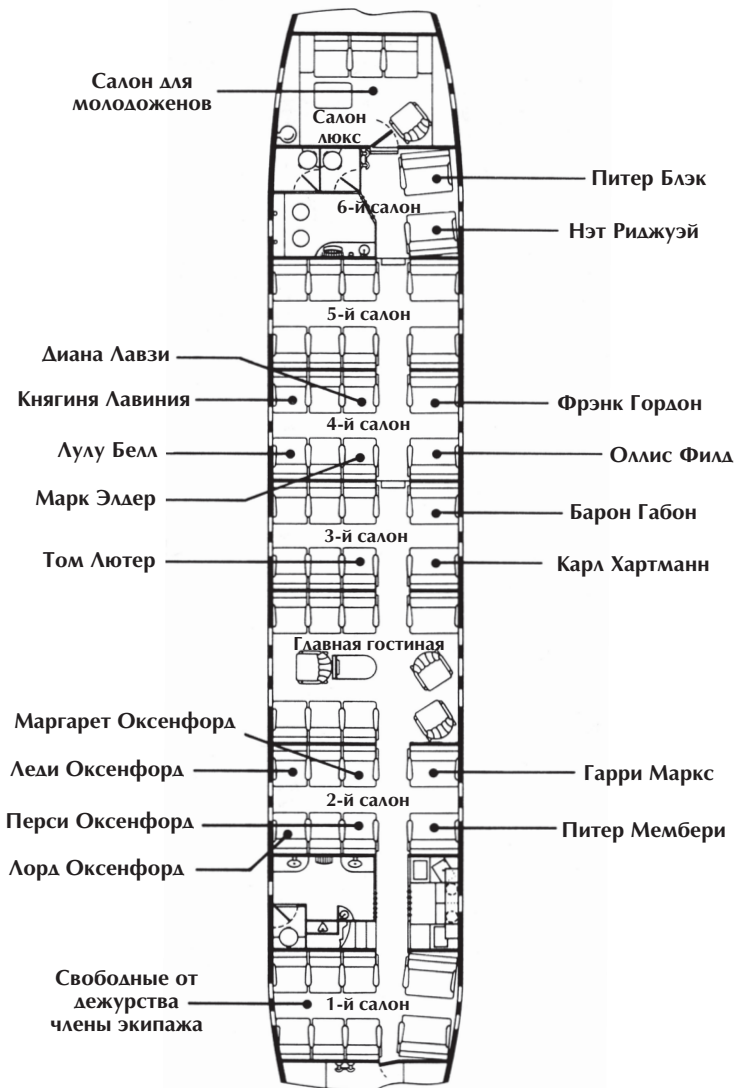 Салон для
молодоженов
Салон
люкс
Питер Блэк
6-й салон
Нэт Риджуэй
5-й салон
Диана Лавзи
Княгиня Лавиния
Фрэнк Гордон
4-й салон
Лулу Белл
Оллис Филд
Марк Элдер
Барон Габон
3-й салон
Том Лютер
Карл Хартманн
Главная гостиная
Маргарет Оксенфорд
Леди Оксенфорд
Гарри Маркс
2-й салон
Перси Оксенфорд
Питер Мембери
Лорд Оксенфорд
Свободные от
дежурства
члены экипажа
1-й салон